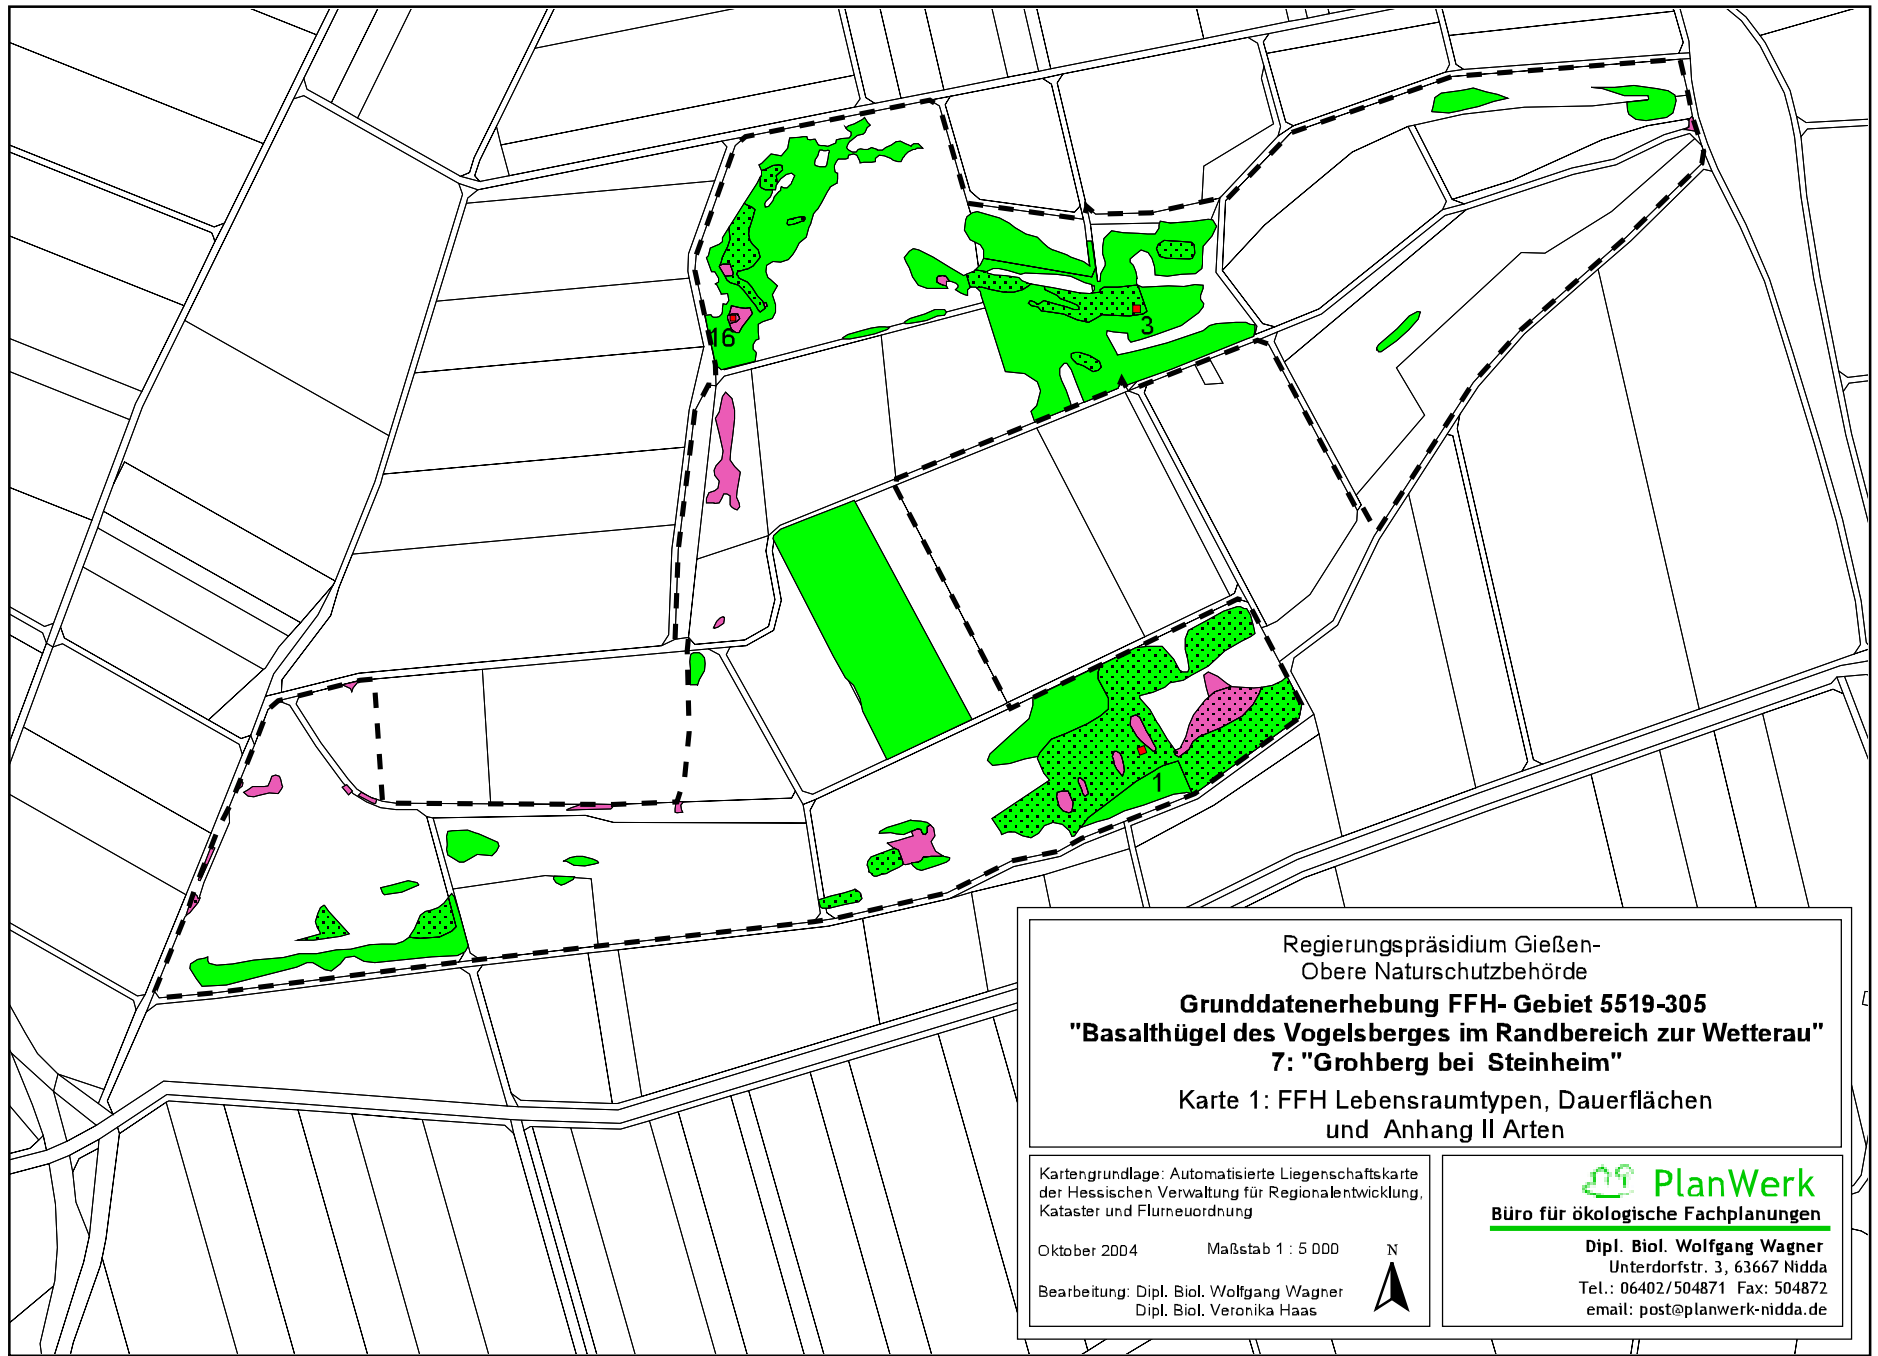 16
3
1
Regierungspräsidium Gießen-
Obere Naturschutzbehörde
Grunddatenerhebung FFH- Gebiet 5519-305
"Basalthügel des Vogelsberges im Randbereich zur Wetterau"
7: "Grohberg bei Steinheim"
Karte 1: FFH Lebensraumtypen, Dauerflächen
und Anhang II Arten
Kartengrundlage: Automatisierte Liegenschaftskarte
der Hessischen Verwaltung für Regionalentwicklung,
Kataster und Flurneuordnung
Oktober 2004 Maßstab 1 : 5 000
N
Bearbeitung: Dipl. Biol. Wolfgang Wagner
Dipl. Biol. Veronika Haas
PlanWerk
Büro für ökologische Fachplanungen
Dipl. Biol. Wolfgang Wagner
Unterdorfstr. 3, 63667 Nidda
Tel.: 06402/504871 Fax: 504872
email: post@planwerk-nidda.de